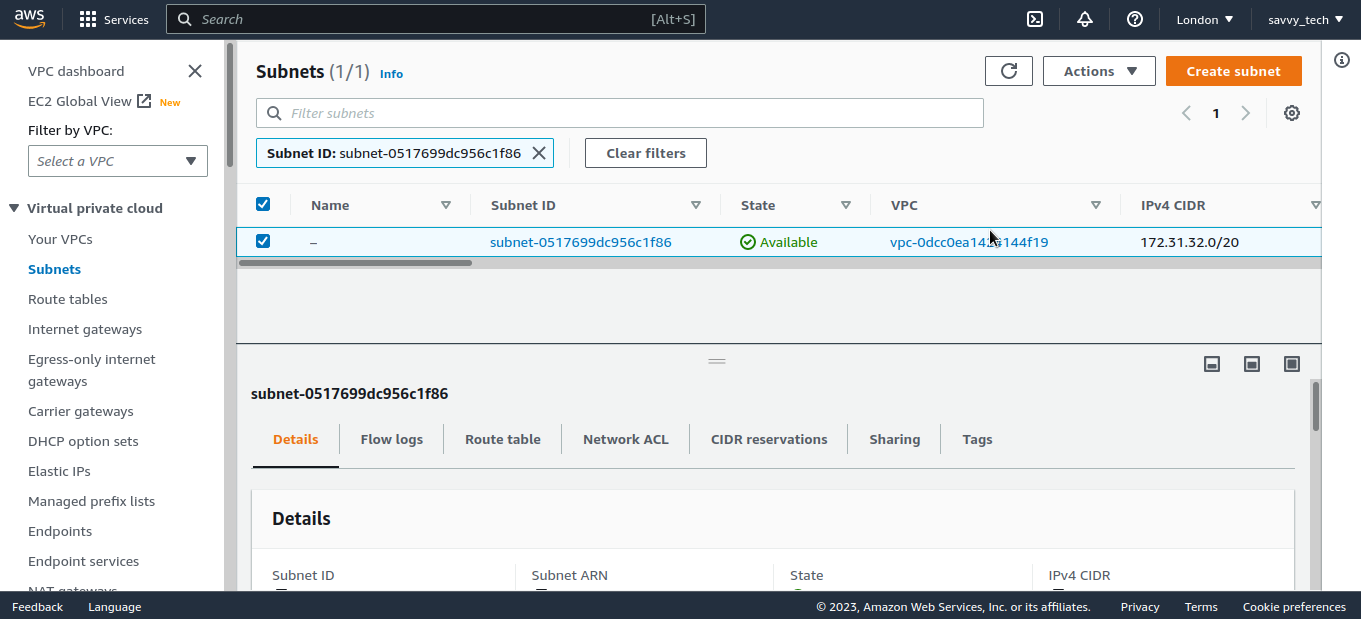 aws
Services
Search
[Alt+S]
London
savvy_tech
VPC dashboard
EC2 Global View
New
Filter by VPC:
Select a VPC
Virtual private cloud
Your VPCs
Subnets
Route tables
Internet gateways
Egress-only internet
gateways
Carrier gateways
DHCP option sets
Elastic IPs
Managed prefix lists
Endpoints
Endpoint services
NAT gateways
Subnets (1/1) Info
Actions
Create subnet
Filter subnets
1
Subnet ID: subnet-0517699dc956c1f86
Clear filters
Name
Subnet ID
State
VPC
IPv4 CIDR
–
subnet-0517699dc956c1f86
Available
172.31.32.0/20
subnet-0517699dc956c1f86
Details
Flow logs
Route table
Network ACL
CIDR reservations
Sharing
Tags
Details
Subnet ID
Subnet ARN
State
IPv4 CIDR
Feedback
Language
© 2023, Amazon Web Services, Inc. or its affiliates.
Privacy
Terms
Cookie preferences